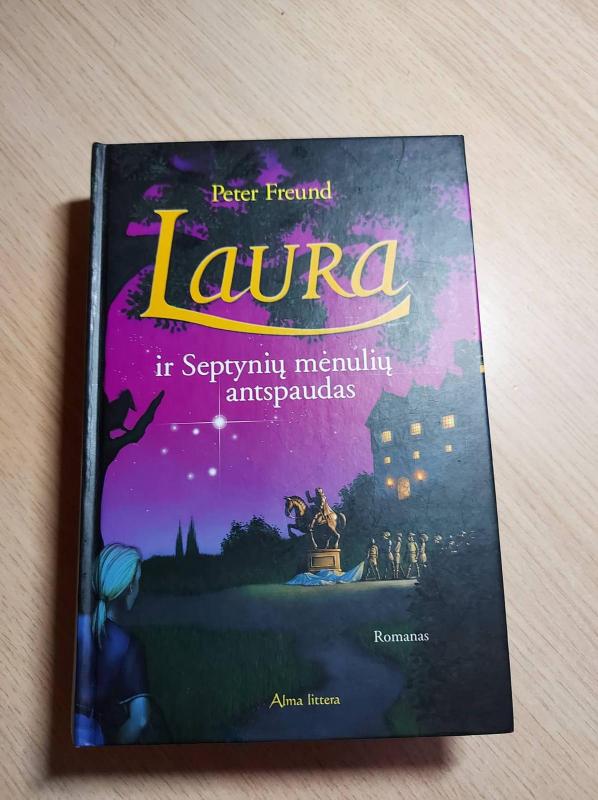 Peter Freund
LAURA
ir Septynių mėnulių
antspaudas
Romanas
Alma littera